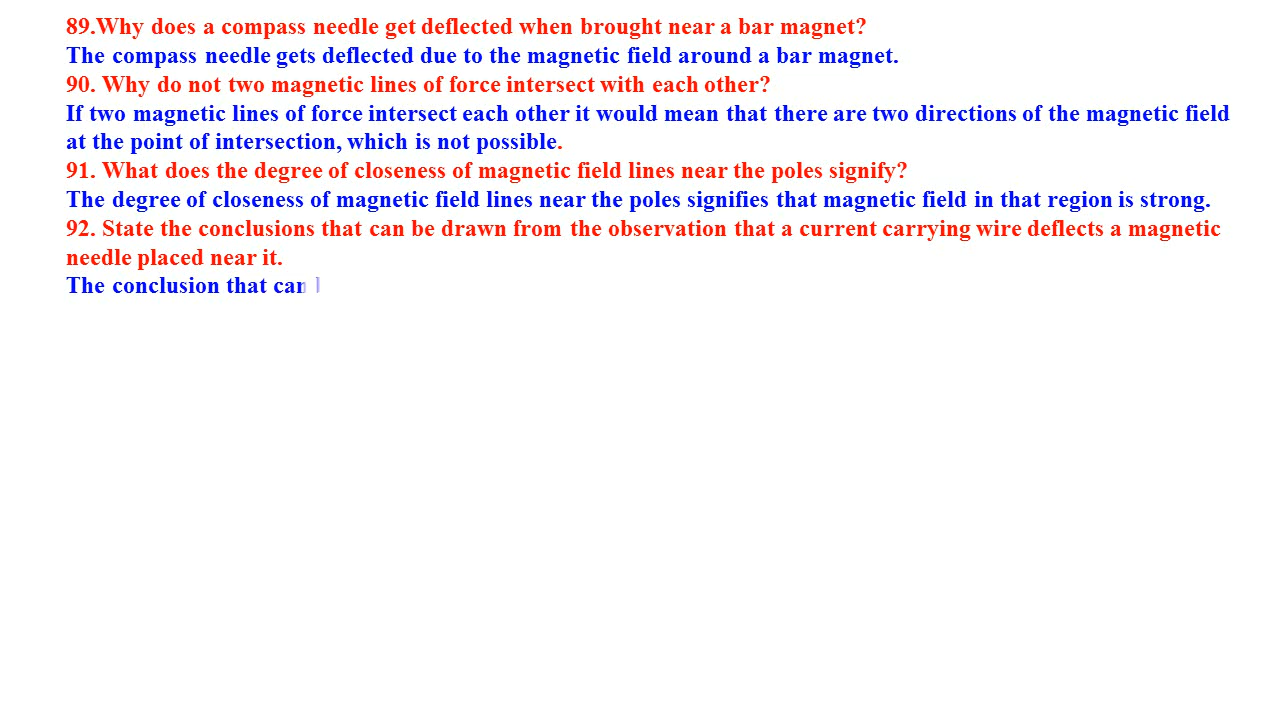 89.Why does a compass needle get deflected when brought near a bar magnet?
The compass needle gets deflected due to the magnetic field around a bar magnet.
90. Why do not two magnetic lines of force intersect with each other?
If two magnetic lines of force intersect each other it would mean that there are two directions of the magnetic field
at the point of intersection, which is not possible.
91. What does the degree of closeness of magnetic field lines near the poles signify?
The degree of closeness of magnetic field lines near the poles signifies that magnetic field in that region is strong.
92. State the conclusions that can be drawn from the observation that a current carrying wire deflects a magnetic
needle placed near it.
The conclusion that can